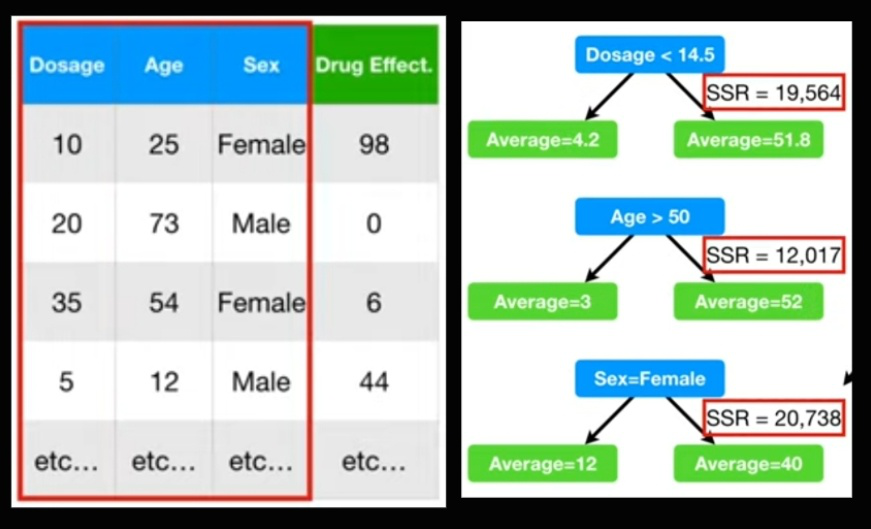 Dosage Age Sex Drug Effect.
10 25 Female 98
20 73 Male 0
35 54 Female 6
5 12 Male 44
etc... etc... etc... etc...
Dosage < 14.5
SSR = 19,564
Average=4.2 Average=51.8
Age > 50
SSR = 12,017
Average=3 Average=52
Sex=Female
SSR = 20,738
Average=12 Average=40